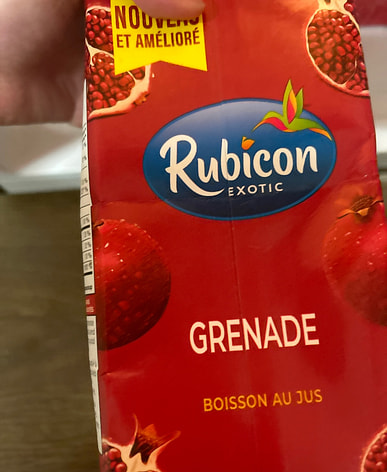 NOUVEAU
ET AMÉLIORÉ
Rubicon
EXOTIC
GRENADE
BOISSON AU JUS